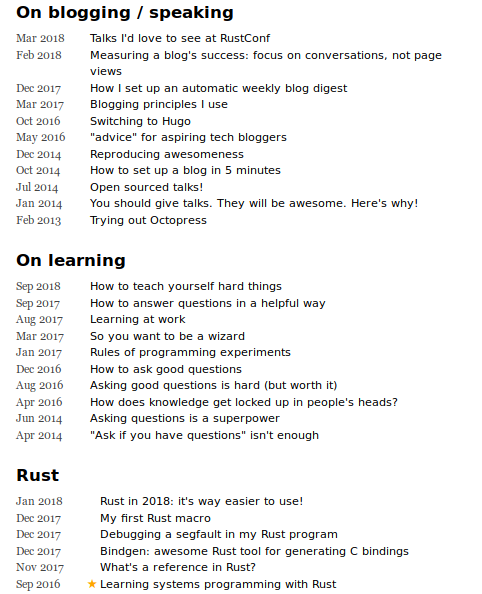 On blogging / speaking
Mar 2018 Talks I'd love to see at RustConf
Feb 2018 Measuring a blog's success: focus on conversations, not page
views
Dec 2017 How I set up an automatic weekly blog digest
Mar 2017 Blogging principles I use
Oct 2016 Switching to Hugo
May 2016 "advice" for aspiring tech bloggers
Dec 2014 Reproducing awesomeness
Oct 2014 How to set up a blog in 5 minutes
Jul 2014 Open sourced talks!
Jan 2014 You should give talks. They will be awesome. Here's why!
Feb 2013 Trying out Octopress
On learning
Sep 2018 How to teach yourself hard things
Sep 2017 How to answer questions in a helpful way
Aug 2017 Learning at work
Mar 2017 So you want to be a wizard
Jan 2017 Rules of programming experiments
Dec 2016 How to ask good questions
Aug 2016 Asking good questions is hard (but worth it)
Apr 2016 How does knowledge get locked up in people's heads?
Jun 2014 Asking questions is a superpower
Apr 2014 "Ask if you have questions" isn't enough
Rust
Jan 2018 Rust in 2018: it's way easier to use!
Dec 2017 My first Rust macro
Dec 2017 Debugging a segfault in my Rust program
Dec 2017 Bindgen: awesome Rust tool for generating C bindings
Nov 2017 What's a reference in Rust?
Sep 2016 ★ Learning systems programming with Rust